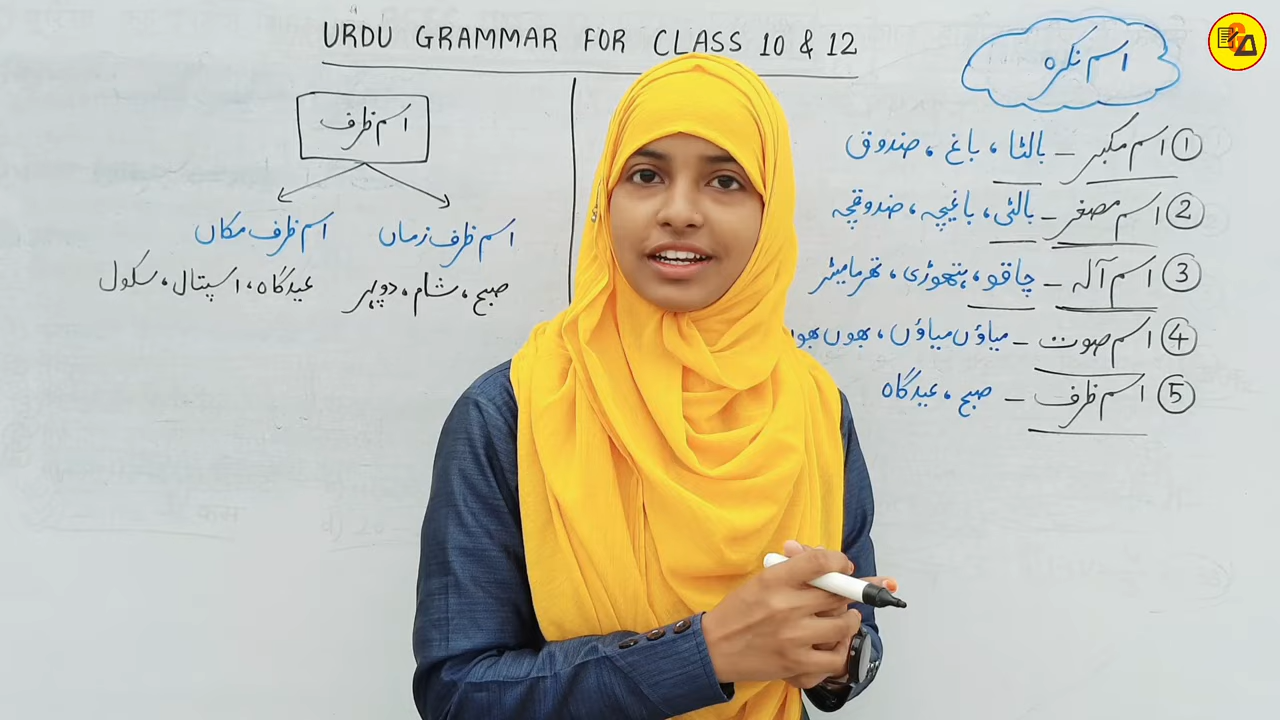 URDU GRAMMAR FOR CLASS 10 & 12
اسم نکرہ
① اسم مکبر – بالٹا، باغ، صندوق
② اسم مصغر – بالٹی، باغیچہ، صندوقچہ
③ اسم آلہ – چاقو، ہتھوڑی، تھرمامیٹر
④ اسم صوت – میاؤں میاؤں، بھوں بھو
⑤ اسم ظرف – صبح، عیدگاہ
اسم ظرف
اسم ظرف زماں
صبح، شام، دوپہر
اسم ظرف مکاں
عیدگاہ، اسپتال، سکول